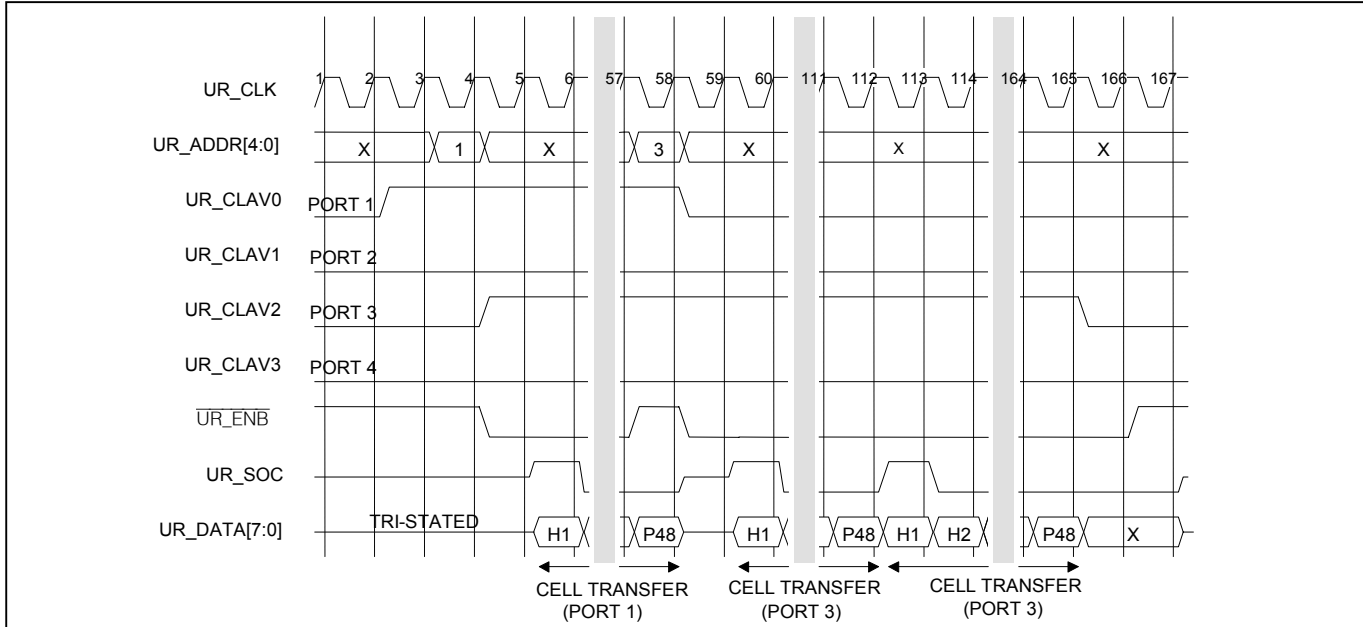 UR_CLK 1 2 3 4 5 6 57 58 59 60 111 112 113 114 164 165 166 167
UR_ADDR[4:0] X 1 X 3 X X X
UR_CLAV0 PORT 1
UR_CLAV1 PORT 2
UR_CLAV2 PORT 3
UR_CLAV3 PORT 4
UR_ENB
UR_SOC
UR_DATA[7:0] TRI-STATED H1 P48 H1 P48 H1 H2 P48 X
CELL TRANSFER CELL TRANSFER CELL TRANSFER
(PORT 1) (PORT 3) (PORT 3)